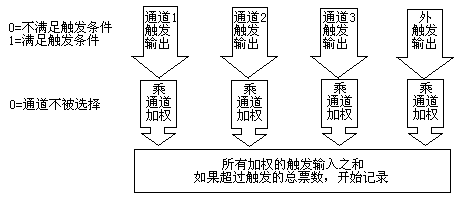 0=不满足触发条件
1=满足触发条件
通道1
触发
输出
通道2
触发
输出
通道3
触发
输出
外
触发
输出
0=通道不被选择
乘
通道
加权
乘
通道
加权
乘
通道
加权
乘
通道
加权
所有加权的触发输入之和
如果超过触发的总票数，开始记录